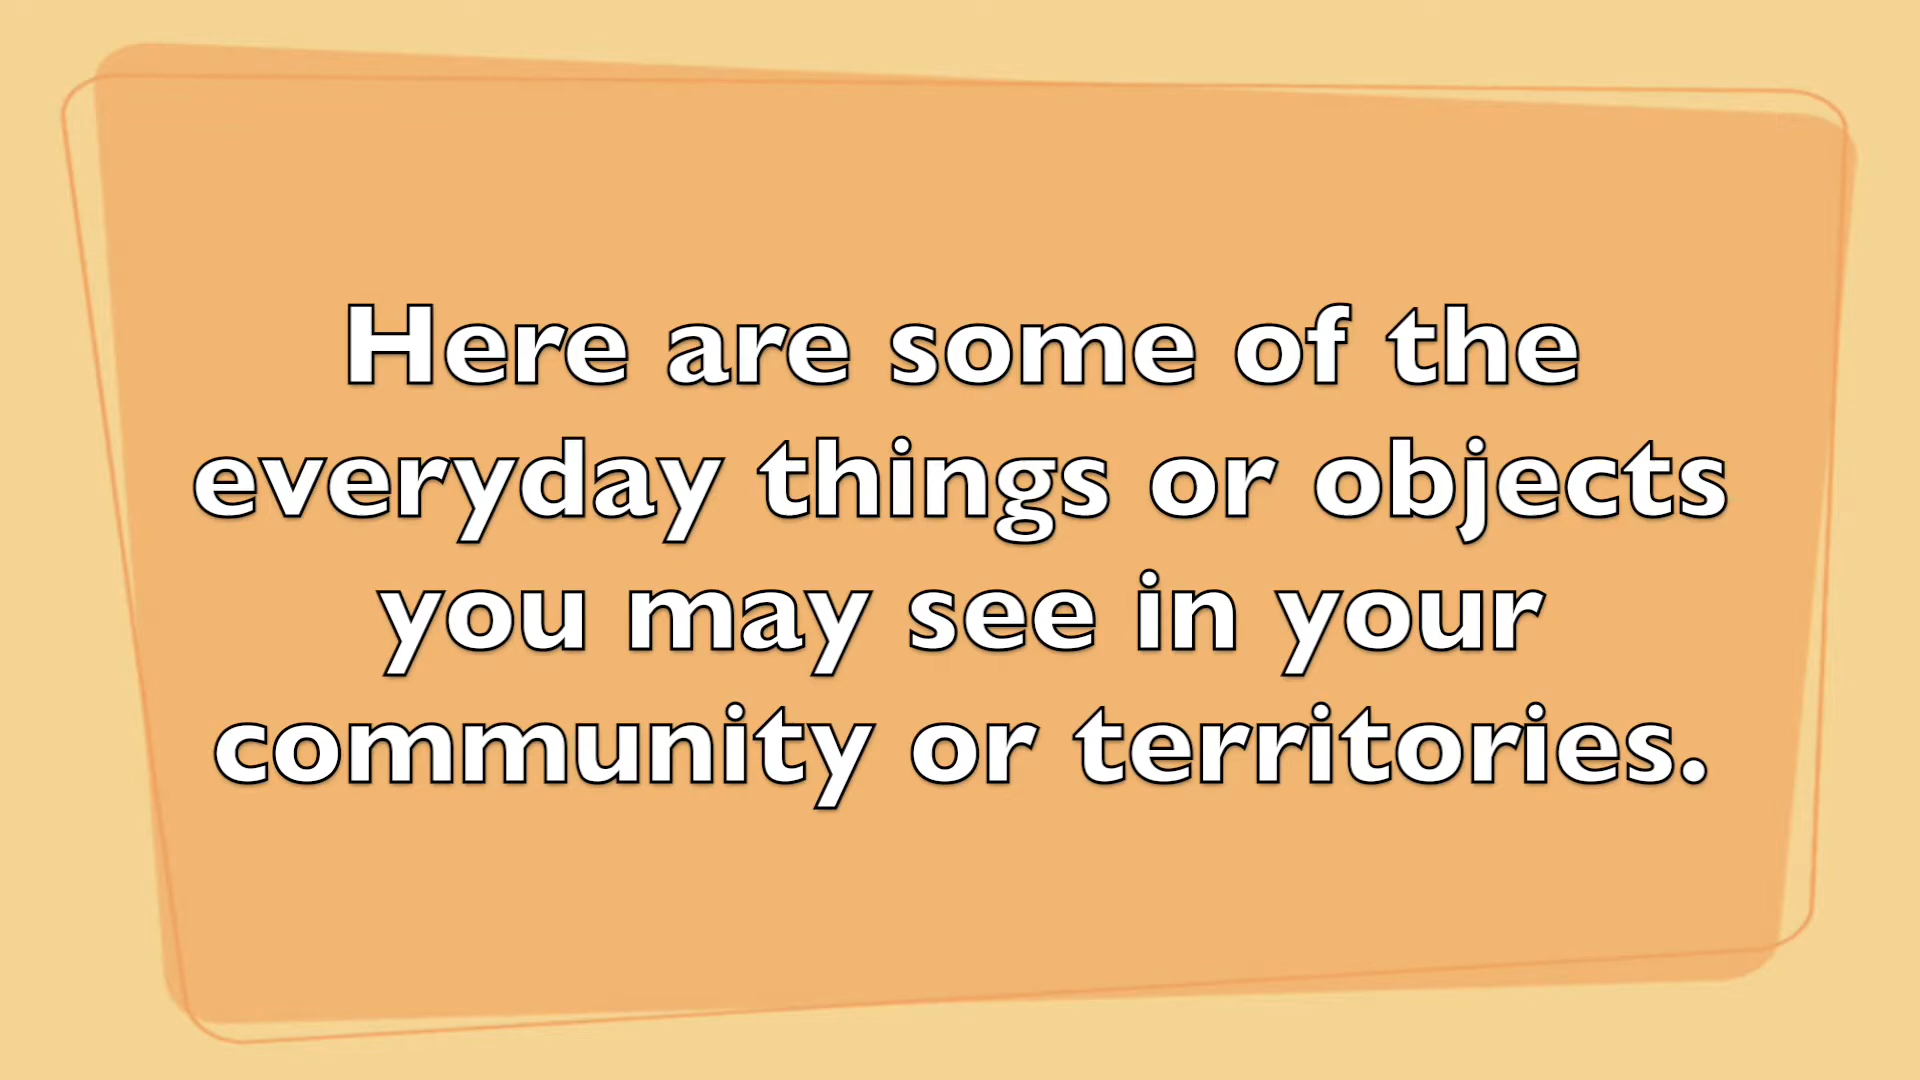 Here are some of the
everyday things or objects
you may see in your
community or territories.